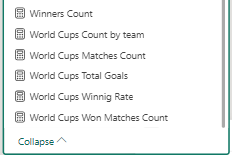 Winners Count
World Cups Count by team
World Cups Matches Count
World Cups Total Goals
World Cups Winnig Rate
World Cups Won Matches Count
Collapse